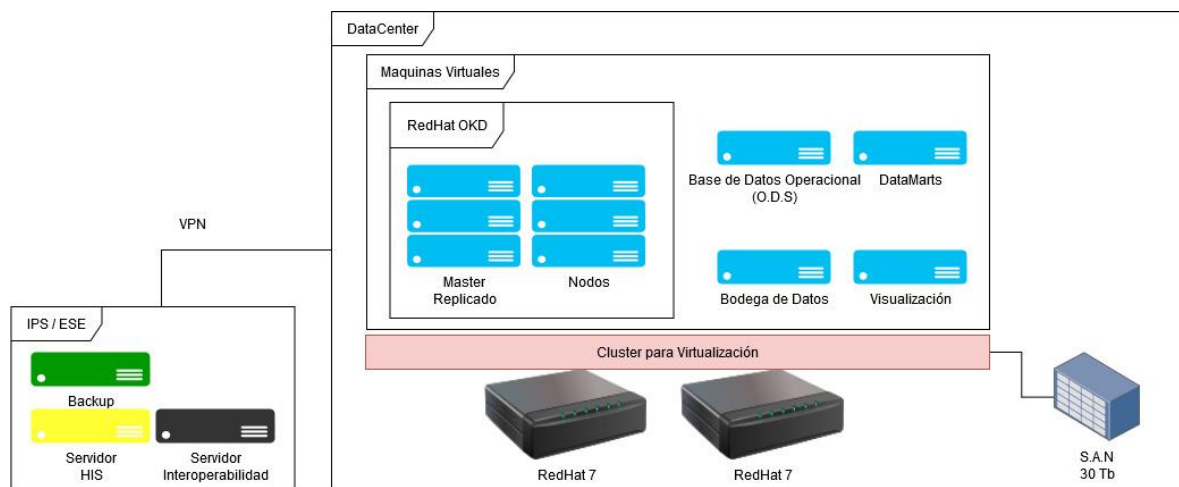 DataCenter
Maquinas Virtuales
RedHat OKD
Base de Datos Operacional
(O.D.S)
DataMarts
VPN
Master
Replicado
Nodos
Bodega de Datos
Visualización
IPS / ESE
Cluster para Virtualización
Backup
Servidor
HIS
Servidor
Interoperabilidad
RedHat 7
RedHat 7
S.A.N
30 Tb